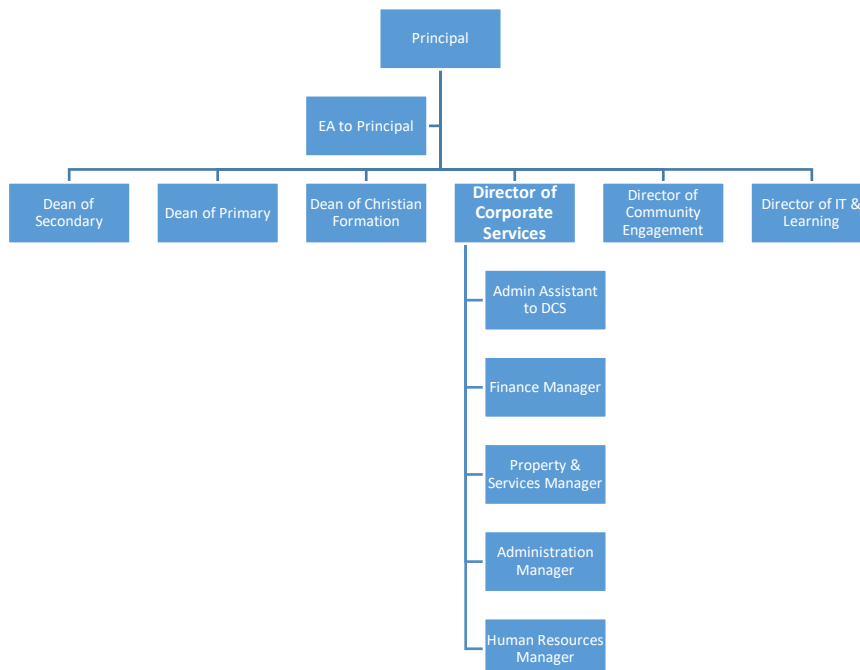 Principal
EA to Principal
Dean of
Secondary
Dean of Primary
Dean of Christian
Formation
Director of
Corporate
Services
Director of
Community
Engagement
Director of IT &
Learning
Admin Assistant
to DCS
Finance Manager
Property &
Services Manager
Administration
Manager
Human Resources
Manager